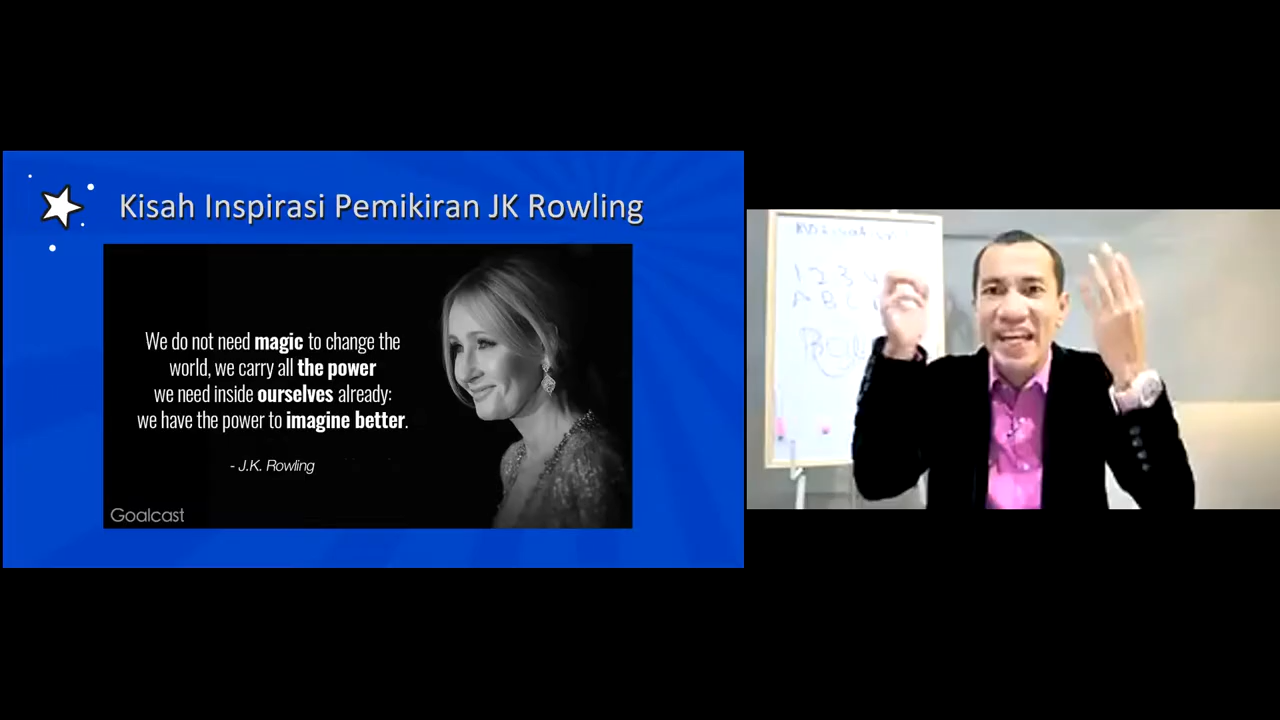 Kisah Inspirasi Pemikiran JK Rowling
We do not need magic to change the
world, we carry all the power
we need inside ourselves already:
we have the power to imagine better.
- J.K. Rowling
Goalcast
1 2 3 4
A B C